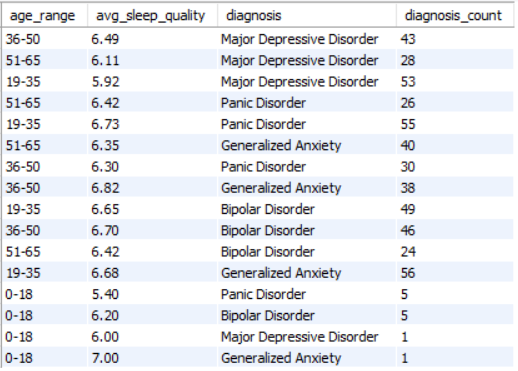 age_range avg_sleep_quality diagnosis diagnosis_count
36-50 6.49 Major Depressive Disorder 43
51-65 6.11 Major Depressive Disorder 28
19-35 5.92 Major Depressive Disorder 53
51-65 6.42 Panic Disorder 26
19-35 6.73 Panic Disorder 55
51-65 6.35 Generalized Anxiety 40
36-50 6.30 Panic Disorder 30
36-50 6.82 Generalized Anxiety 38
19-35 6.65 Bipolar Disorder 49
36-50 6.70 Bipolar Disorder 46
51-65 6.42 Bipolar Disorder 24
19-35 6.68 Generalized Anxiety 56
0-18 5.40 Panic Disorder 5
0-18 6.20 Bipolar Disorder 5
0-18 6.00 Major Depressive Disorder 1
0-18 7.00 Generalized Anxiety 1